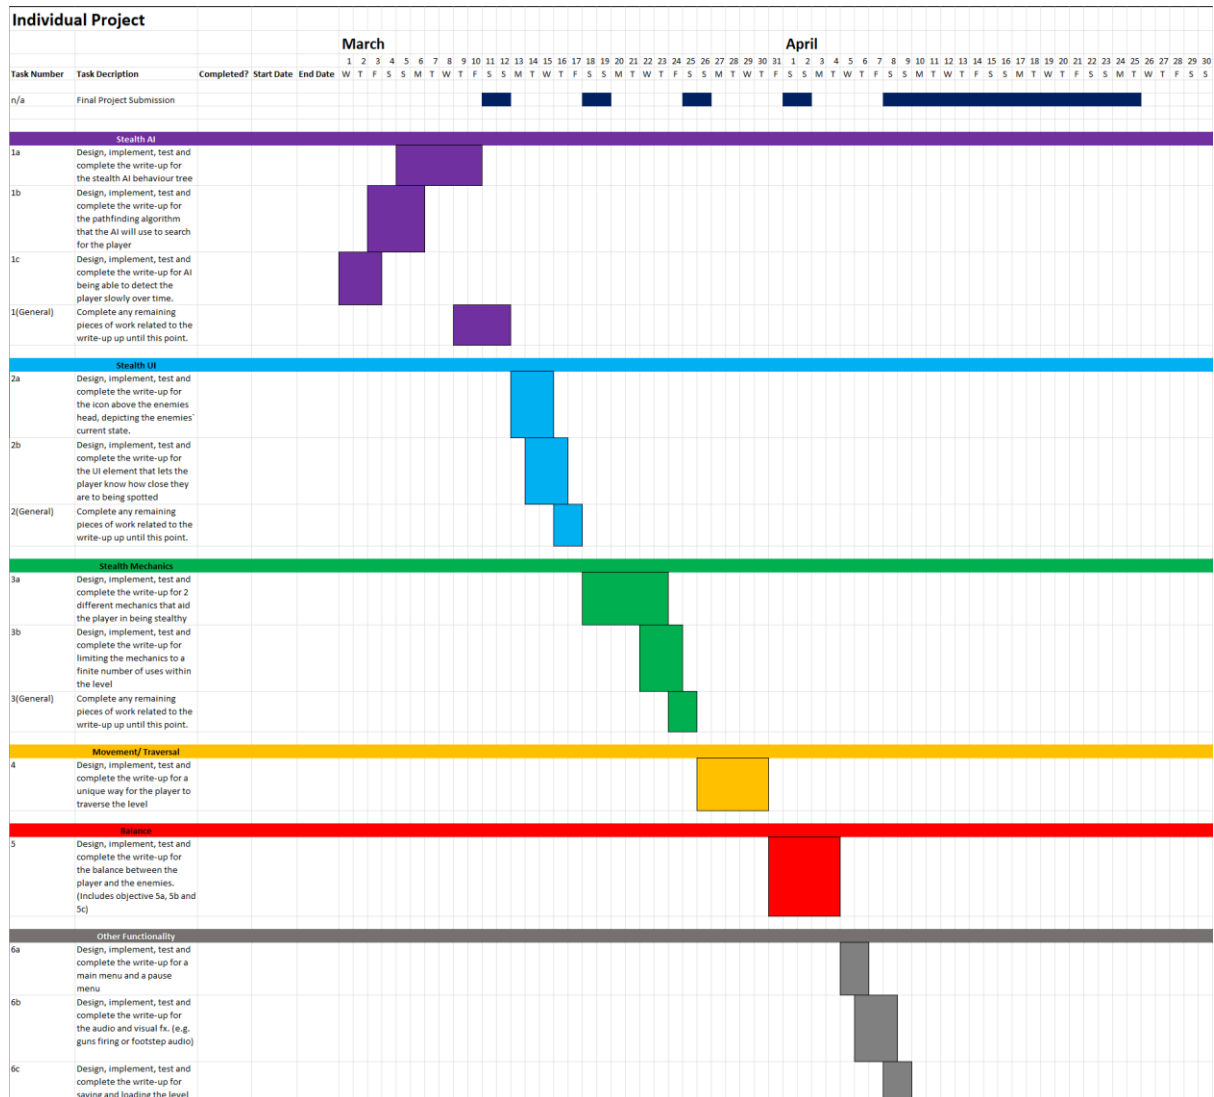 Individual Project
March April
1 2 3 4 5 6 7 8 9 10 11 12 13 14 15 16 17 18 19 20 21 22 23 24 25 26 27 28 29 30 31 1 2 3 4 5 6 7 8 9 10 11 12 13 14 15 16 17 18 19 20 21 22 23 24 25 26 27 28 29 30
Task Number Task Decription Completed? Start Date End Date W T F S S M T W T F S S M T W T F S S M T W T F S S M T W T F S S M T W T F S S M T W T F S S M T W T F S S M T W T F S S
n/a Final Project Submission
Stealth AI
1a Design, implement, test and
complete the write-up for
the stealth AI behaviour tree
1b Design, implement, test and
complete the write-up for
the pathfinding algorithm
that the AI will use to search
for the player
1c Design, implement, test and
complete the write-up for AI
being able to detect the
player slowly over time.
1(General) Complete any remaining
pieces of work related to the
write-up up until this point.
Stealth UI
2a Design, implement, test and
complete the write-up for
the icon above the enemies
head, depicting the enemies`
current state.
2b Design, implement, test and
complete the write-up for
the UI element that lets the
player know how close they
are to being spotted
2(General) Complete any remaining
pieces of work related to the
write-up up until this point.
Stealth Mechanics
3a Design, implement, test and
complete the write-up for 2
different mechanics that aid
the player in being stealthy
3b Design, implement, test and
complete the write-up for
limiting the mechanics to a
finite number of uses within
the level
3(General) Complete any remaining
pieces of work related to the
write-up up until this point.
Movement/ Traversal
4 Design, implement, test and
complete the write-up for a
unique way for the player to
traverse the level
Balance
5 Design, implement, test and
complete the write-up for
the balance between the
player and the enemies.
(Includes objective 5a, 5b and
5c)
Other Functionality
6a Design, implement, test and
complete the write-up for a
main menu and a pause
menu
6b Design, implement, test and
complete the write-up for
the audio and visual fx. (e.g.
guns firing or footstep audio)
6c Design, implement, test and
complete the write-up for
saving and loading the level